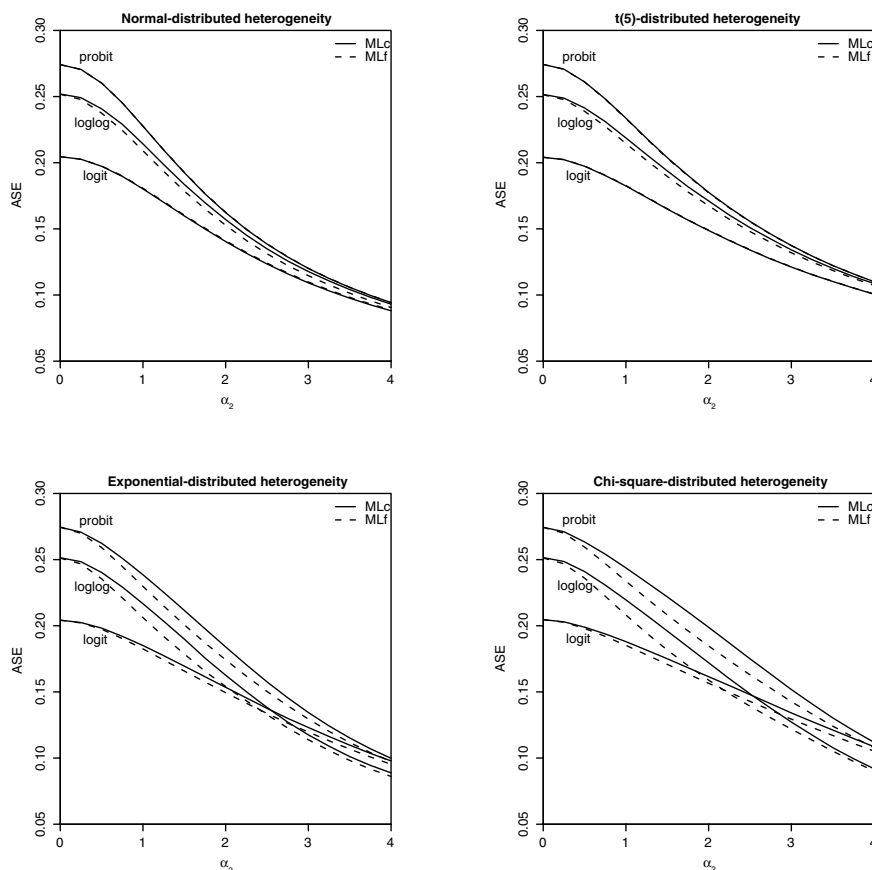 Normal-distributed heterogeneity
0.30
0.25
0.20
0.15
0.10
0.05
ASE
probit
loglog
logit
MLc
MLf
0 1 2 3 4
α2
t(5)-distributed heterogeneity
0.30
0.25
0.20
0.15
0.10
0.05
ASE
probit
loglog
logit
MLc
MLf
0 1 2 3 4
α2
Exponential-distributed heterogeneity
0.30
0.25
0.20
0.15
0.10
0.05
ASE
probit
loglog
logit
MLc
MLf
0 1 2 3 4
α2
Chi-square-distributed heterogeneity
0.30
0.25
0.20
0.15
0.10
0.05
ASE
probit
loglog
logit
MLc
MLf
0 1 2 3 4
α2